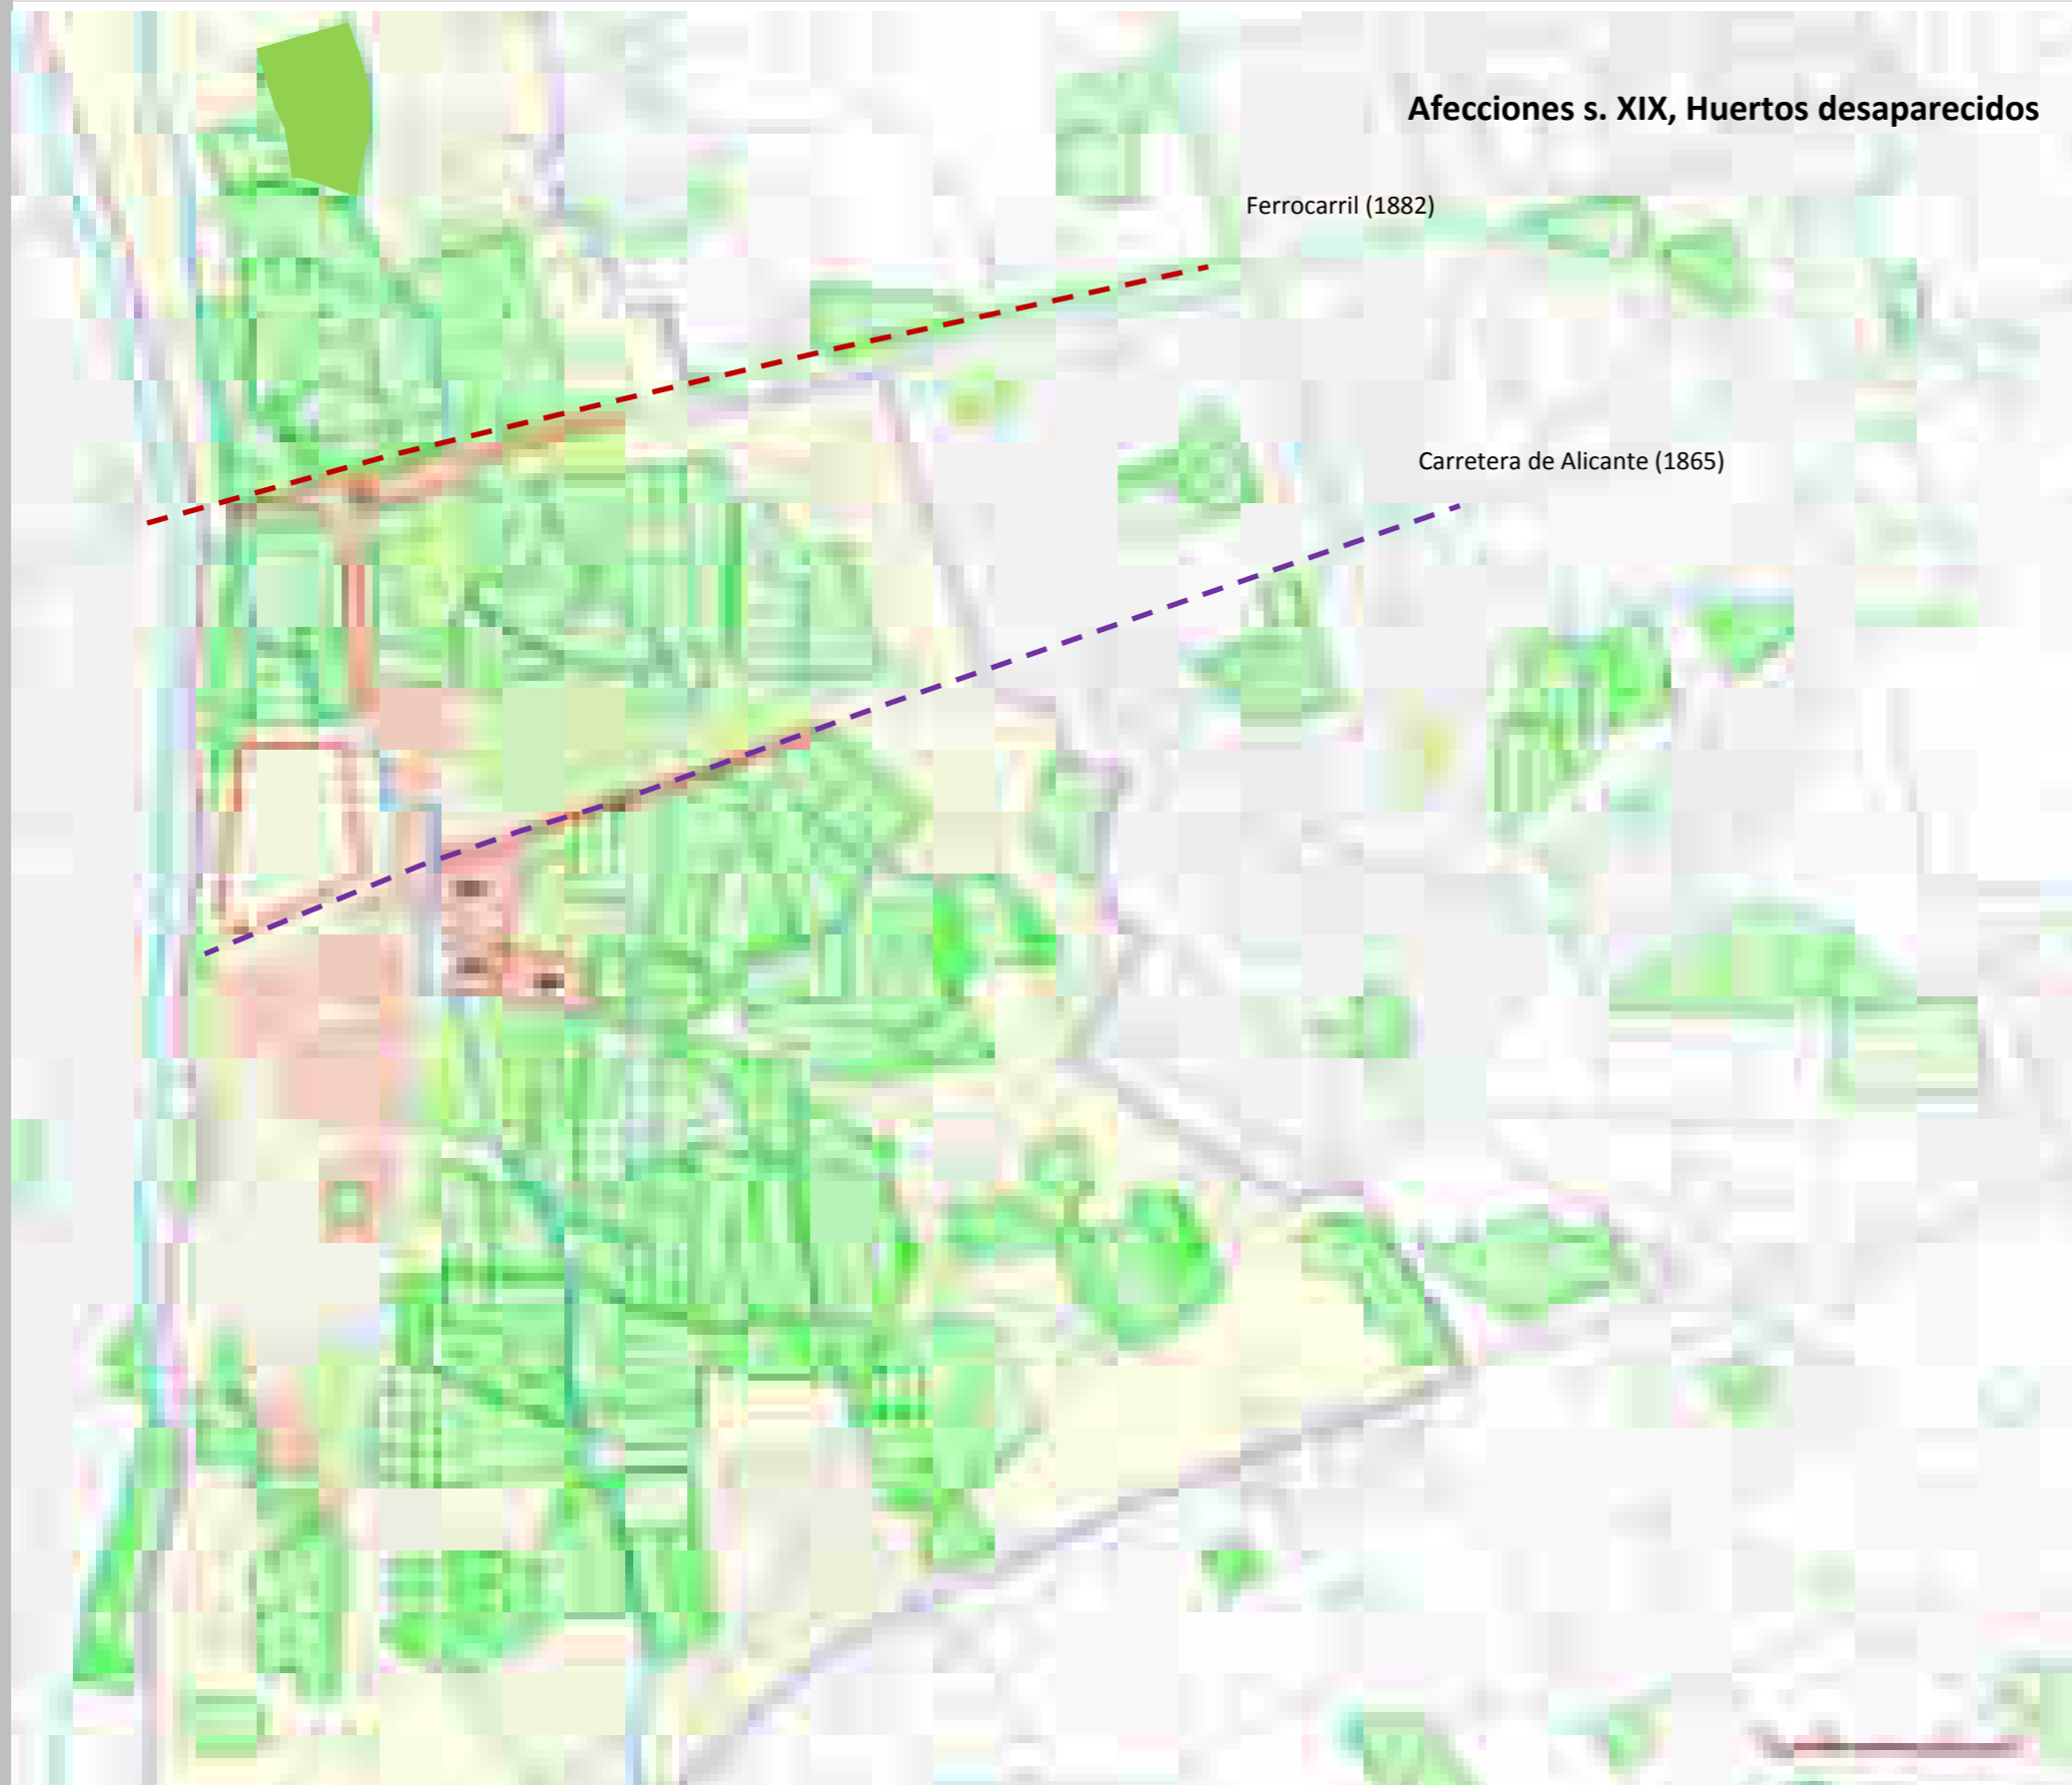 Afecciones s. XIX, Huertos desaparecidos
Ferrocarril (1882)
Carretera de Alicante (1865)